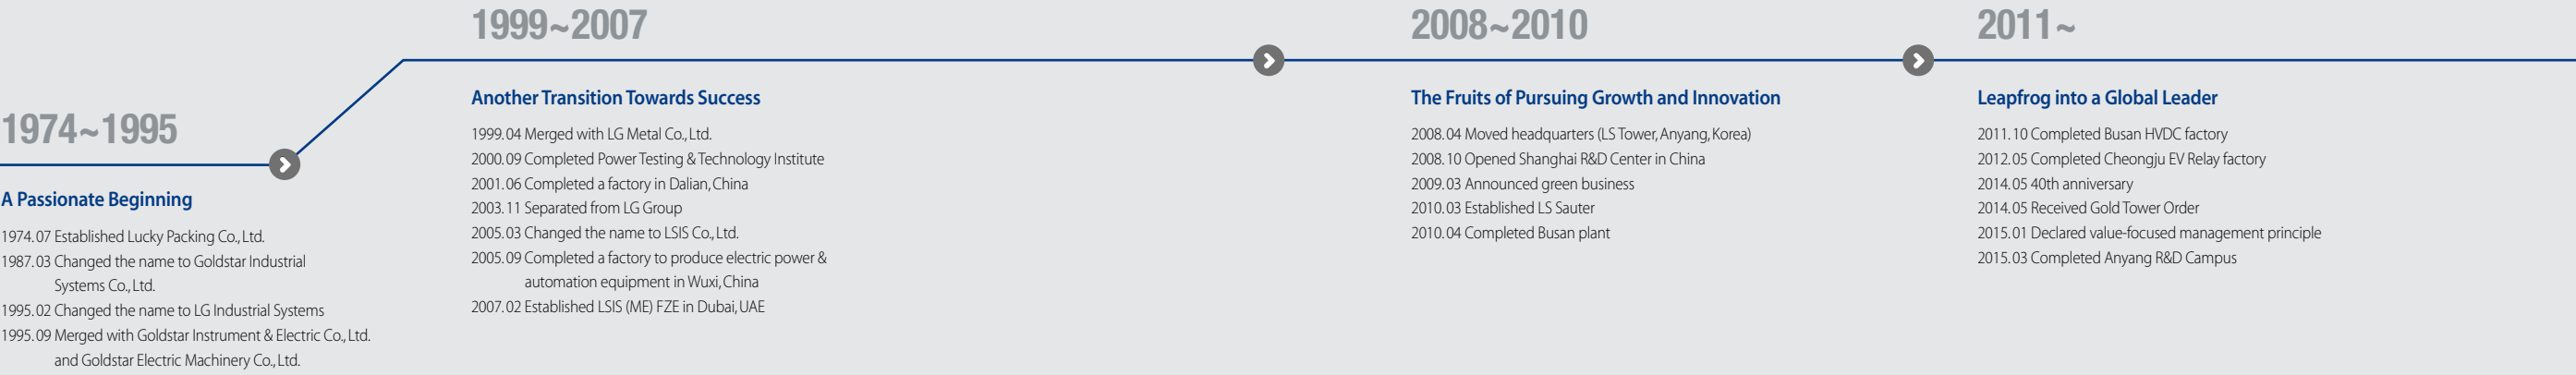 1974~1995
A Passionate Beginning
1974.07 Established Lucky Packing Co., Ltd.
1987.03 Changed the name to Goldstar Industrial
Systems Co., Ltd.
1995.02 Changed the name to LG Industrial Systems
1995.09 Merged with Goldstar Instrument & Electric Co., Ltd.
and Goldstar Electric Machinery Co., Ltd.
1999~2007
Another Transition Towards Success
1999.04 Merged with LG Metal Co., Ltd.
2000.09 Completed Power Testing & Technology Institute
2001.06 Completed a factory in Dalian, China
2003.11 Separated from LG Group
2005.03 Changed the name to LSIS Co., Ltd.
2005.09 Completed a factory to produce electric power &
automation equipment in Wuxi, China
2007.02 Established LSIS (ME) FZE in Dubai, UAE
2008~2010
The Fruits of Pursuing Growth and Innovation
2008.04 Moved headquarters (LS Tower, Anyang, Korea)
2008.10 Opened Shanghai R&D Center in China
2009.03 Announced green business
2010.03 Established LS Sauter
2010.04 Completed Busan plant
2011~
Leapfrog into a Global Leader
2011.10 Completed Busan HVDC factory
2012.05 Completed Cheongju EV Relay factory
2014.05 40th anniversary
2014.05 Received Gold Tower Order
2015.01 Declared value-focused management principle
2015.03 Completed Anyang R&D Campus